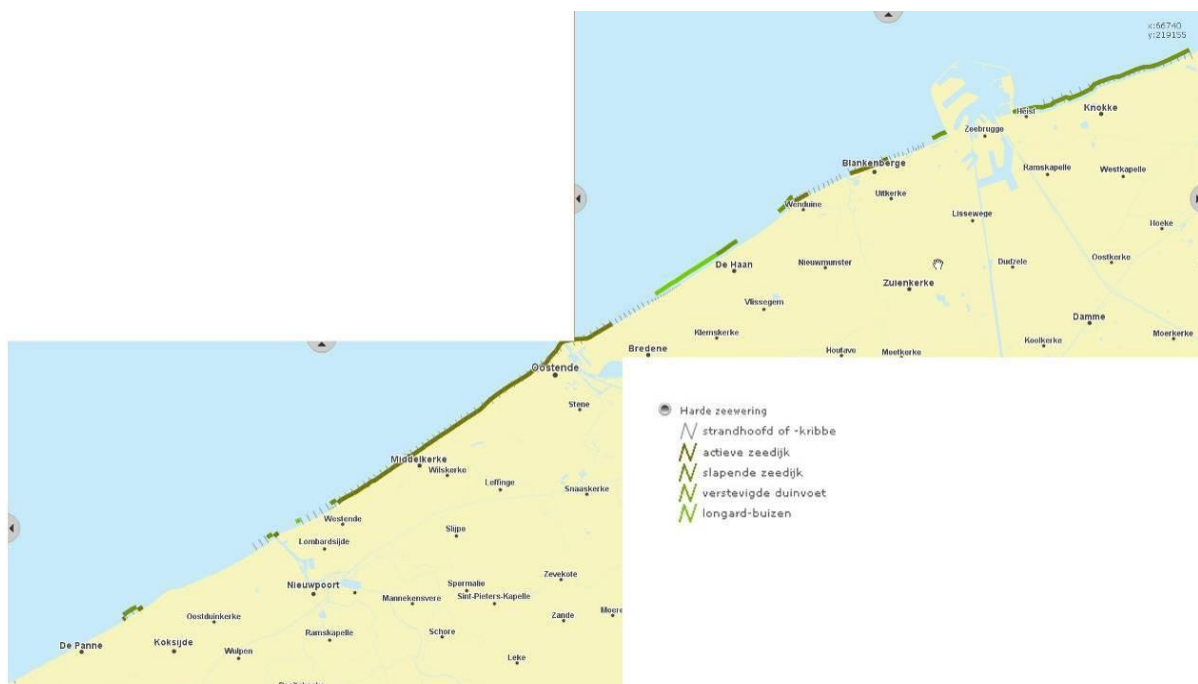 x:66740
y:219155
Heist
Knokke
Zeebrugge
Blankenberge
Ramskapelle
Westkapelle
Uitkerke
Wenduine
Lissewege
Hoeke
De Haan
Nieuwmunster
Dudzele
Oostkerke
Zuienkerke
Vlissegem
Damme
Klemskerke
Moerkerke
Koolkerke
Bredene
Houtave
Meetkerke
Oostende
Stene
Harde zeewering
strandhoofd of -kribbe
actieve zeedijk
slapende zeedijk
verstevigde duinvoet
longard-buizen
Middelkerke
Wilskerke
Leffinge
Snaaskerke
Westende
Slijpe
Lombardsijde
Zevekote
Nieuwpoort
Spermalie
Mannekensvere
Sint-Pieters-Kapelle
Oostduinkerke
Zande
Moere
Ramskapelle
Schore
De Panne
Koksijde
Wulpen
Leke